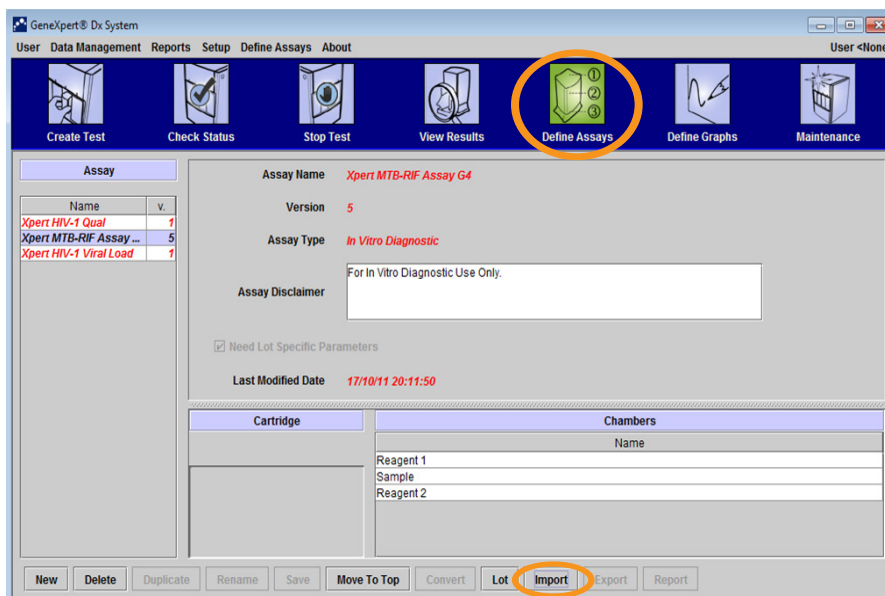 GeneXpert® Dx System
User Data Management Reports Setup Define Assays About User <None
Create Test Check Status Stop Test View Results Define Assays Define Graphs Maintenance
① ② ③
Assay
Name v.
Xpert HIV-1 Qual 1
Xpert MTB-RIF Assay ... 5
Xpert HIV-1 Viral Load 1
Assay Name Xpert MTB-RIF Assay G4
Version 5
Assay Type In Vitro Diagnostic
Assay Disclaimer For In Vitro Diagnostic Use Only.
Need Lot Specific Parameters
Last Modified Date 17/10/11 20:11:50
Cartridge
Chambers
Name
Reagent 1
Sample
Reagent 2
New Delete Duplicate Rename Save Move To Top Convert Lot Import Export Report